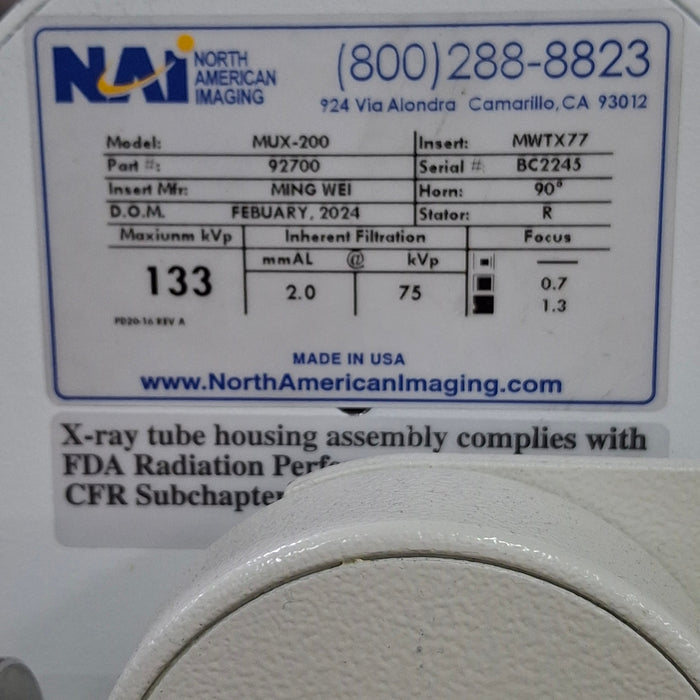 NAi NORTH AMERICAN IMAGING
(800)288-8823
924 Via Alondra Camarillo,CA 93012
Model: MUX-200 Insert: MWTX77
Part #: 92700 Serial #: BC2245
Insert Mfr: MING WEI Horn: 90°
D.O.M. FEBUARY, 2024 Stator: R
Maxiunm kVp Inherent Filtration Focus
mmAL @ kVp
133 2.0 75 0.7
1.3
PD20-16 REV A
MADE IN USA
www.NorthAmericanImaging.com
X-ray tube housing assembly complies with
FDA Radiation
CFR Subchapter